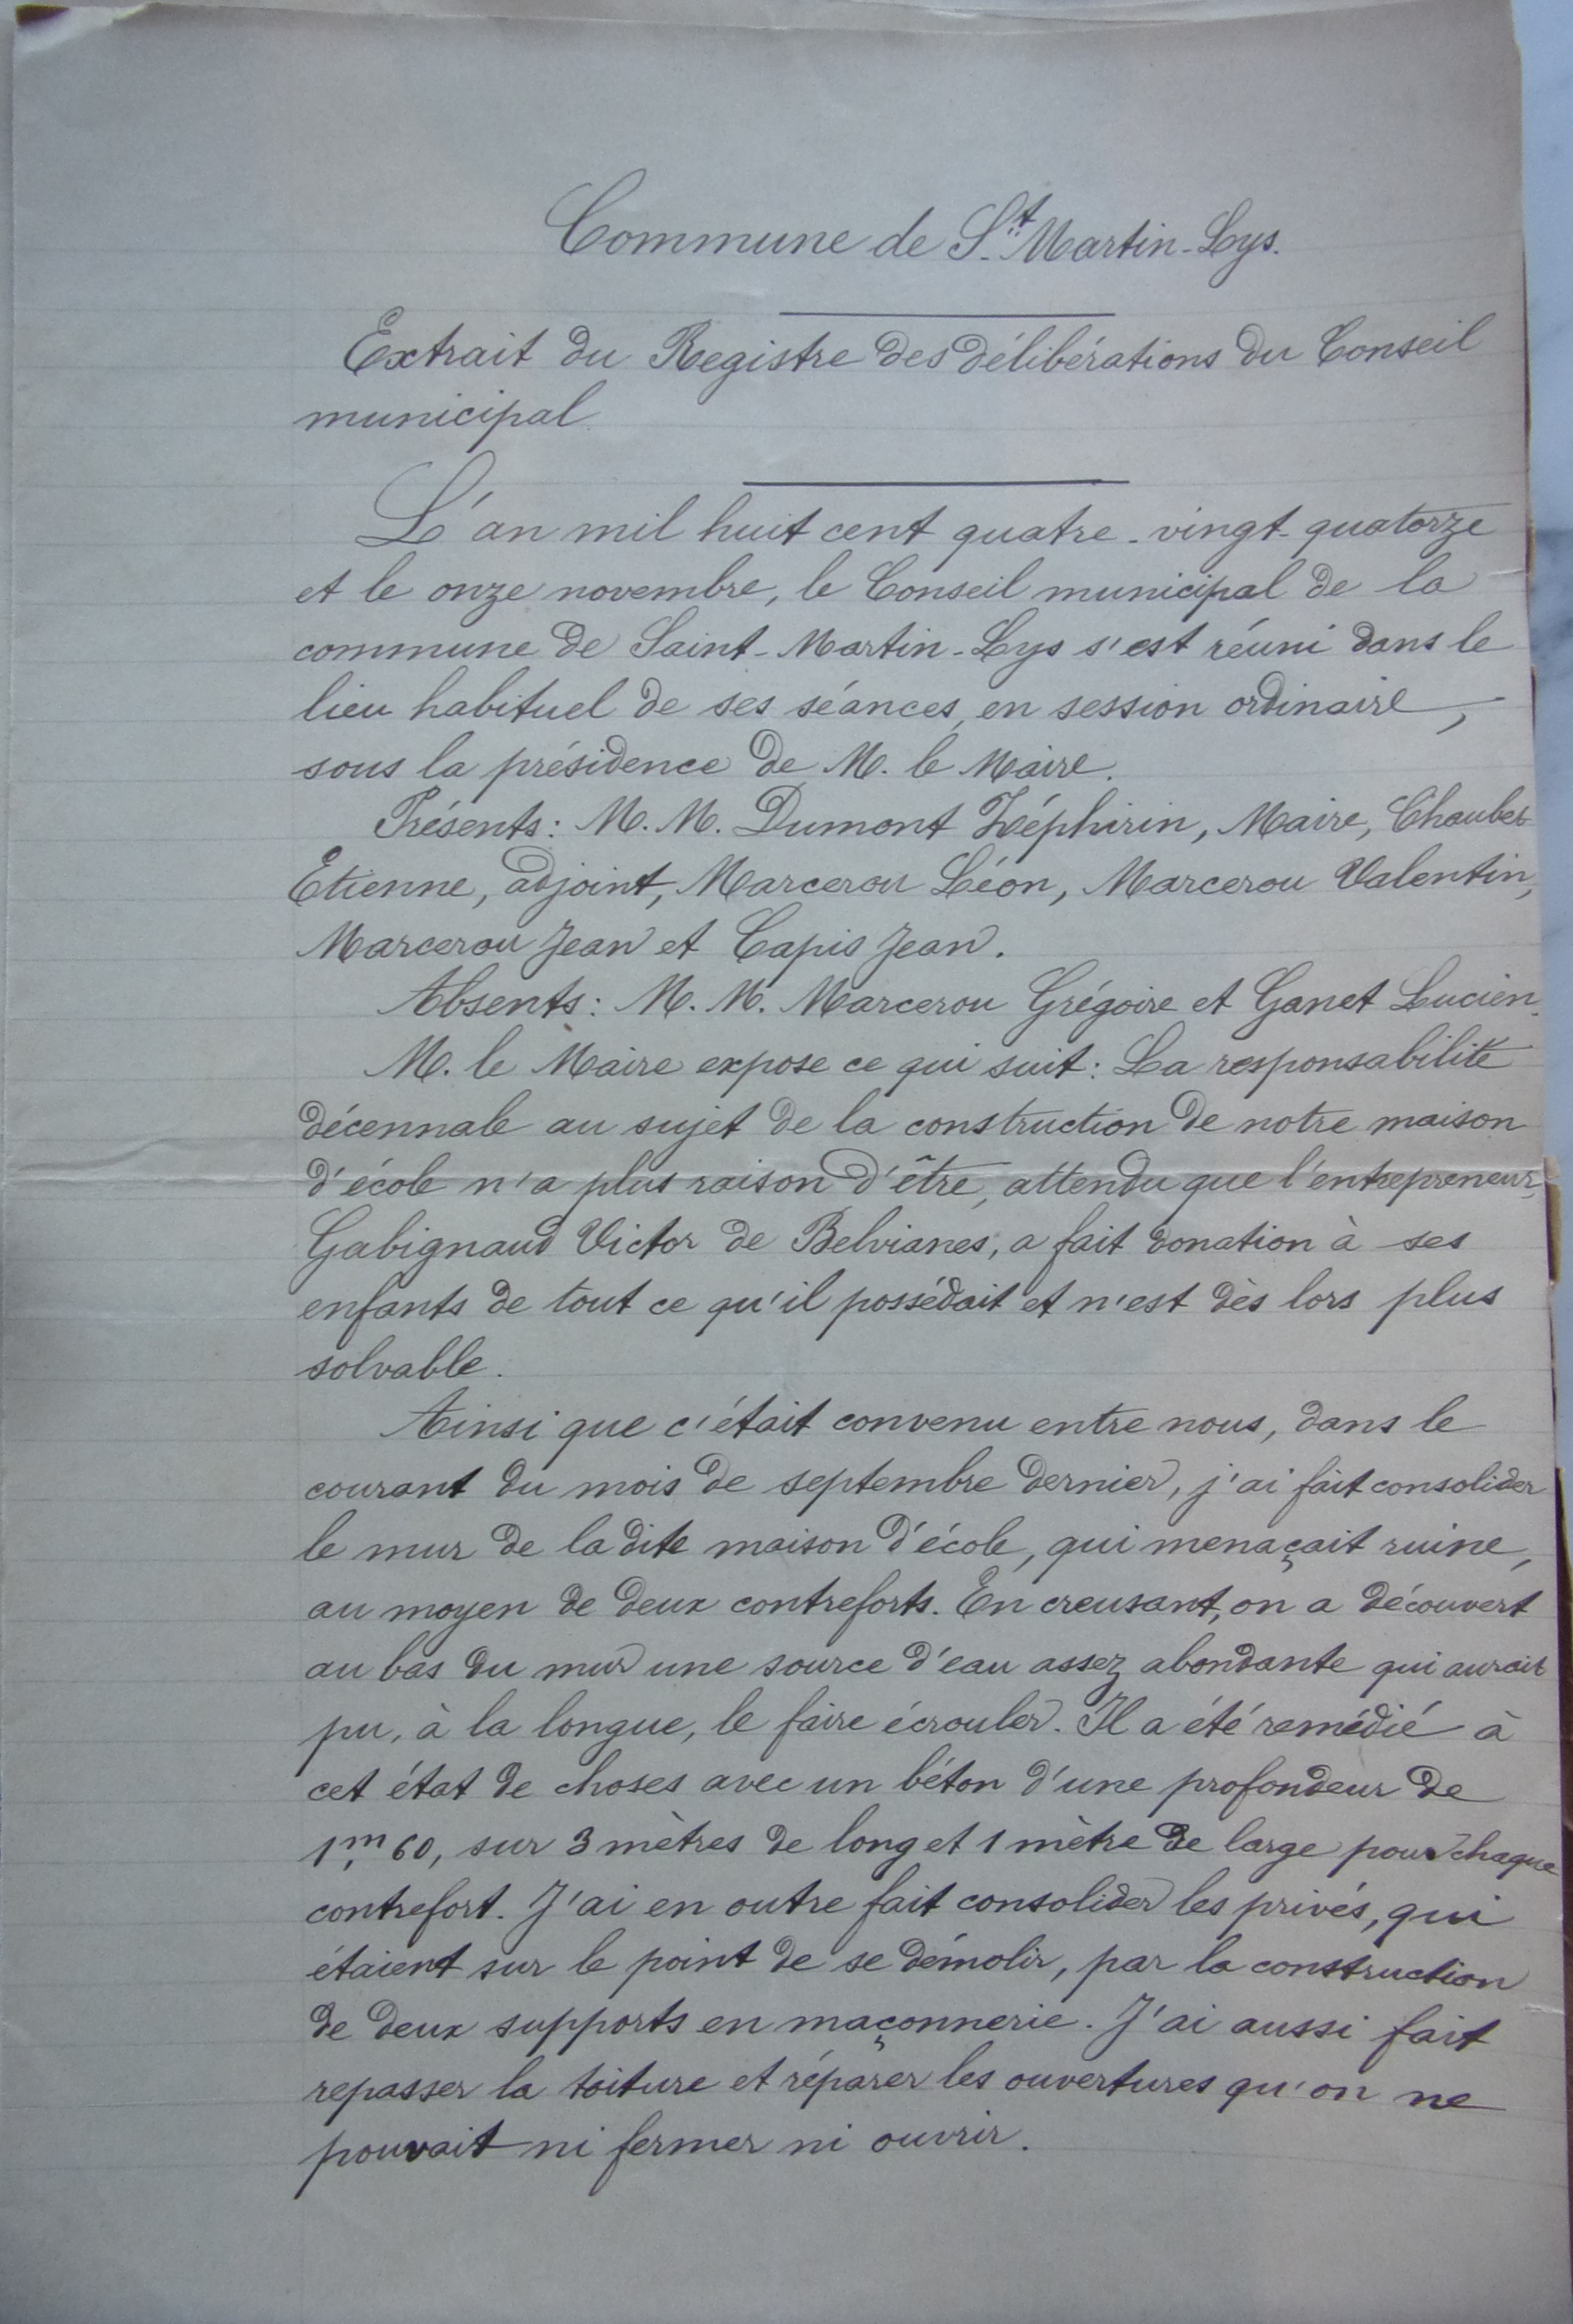 Commune de St. Martin-Lys.
Extrait du Registre des délibérations du Conseil
municipal
L'an mil huit cent quatre-vingt-quatorze
et le onze novembre, le Conseil municipal de la
commune de Saint-Martin-Lys s'est réuni dans le
lieu habituel de ses séances, en session ordinaire,
sous la présidence de M. le Maire.
Présents: M.M. Dumont Zéphirin, Maire, Chaubet
Etienne, adjoint, Marcerou Léon, Marcerou Valentin,
Marcerou Jean et Capis Jean.
Absents: M.M. Marcerou Grégoire et Ganet Lucien.
M. le Maire expose ce qui suit: La responsabilité
décennale au sujet de la construction de notre maison
d'école n'a plus raison d'être, attendu que l'entrepreneur,
Gabignaud Victor de Belvianes, a fait donation à ses
enfants de tout ce qu'il possédait et n'est dès lors plus
solvable.
Ainsi que c'était convenu entre nous, dans le
courant du mois de septembre dernier, j'ai fait consolider
le mur de la dite maison d'école, qui menaçait ruine,
au moyen de deux contreforts. En creusant, on a découvert
au bas du mur une source d'eau assez abondante qui aurait
pu, à la longue, le faire écrouler. Il a été remédié à
cet état de choses avec un béton d'une profondeur de
1m,60, sur 3 mètres de long et 1 mètre de large pour chaque
contrefort. J'ai en outre fait consolider les privés, qui
étaient sur le point de se démolir, par la construction
de deux supports en maçonnerie. J'ai aussi fait
repasser la toiture et réparer les ouvertures qu'on ne
pouvait ni fermer ni ouvrir.